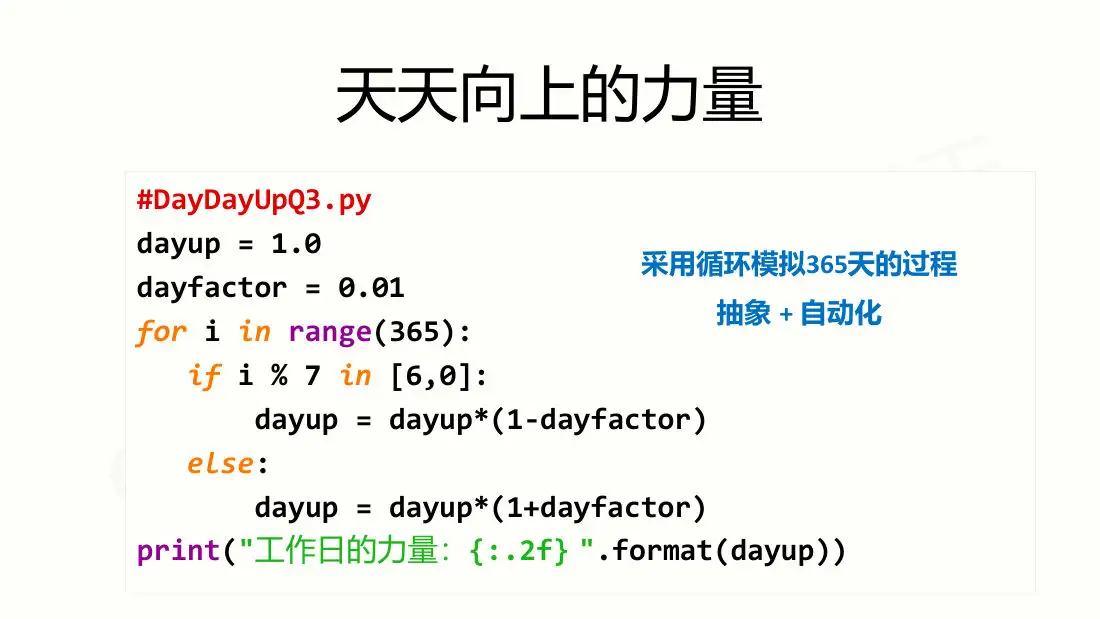 天天向上的力量
#DayDayUpQ3.py
dayup = 1.0
dayfactor = 0.01
采用循环模拟365天的过程
抽象 + 自动化
for i in range(365):
if i % 7 in [6,0]:
dayup = dayup*(1-dayfactor)
else:
dayup = dayup*(1+dayfactor)
print("工作日的力量：{:.2f} ".format(dayup))